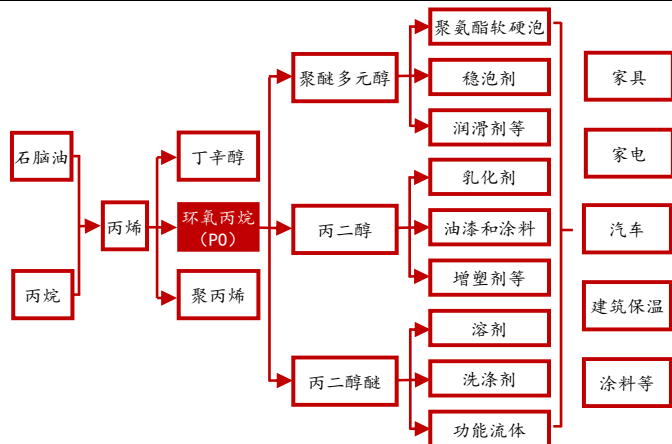 石脑油
丙烷
丙烯
丁辛醇
环氧丙烷
（PO）
聚丙烯
聚醚多元醇
丙二醇
丙二醇醚
聚氨酯软硬泡
稳泡剂
润滑剂等
乳化剂
油漆和涂料
增塑剂等
溶剂
洗涤剂
功能流体
家具
家电
汽车
建筑保温
涂料等